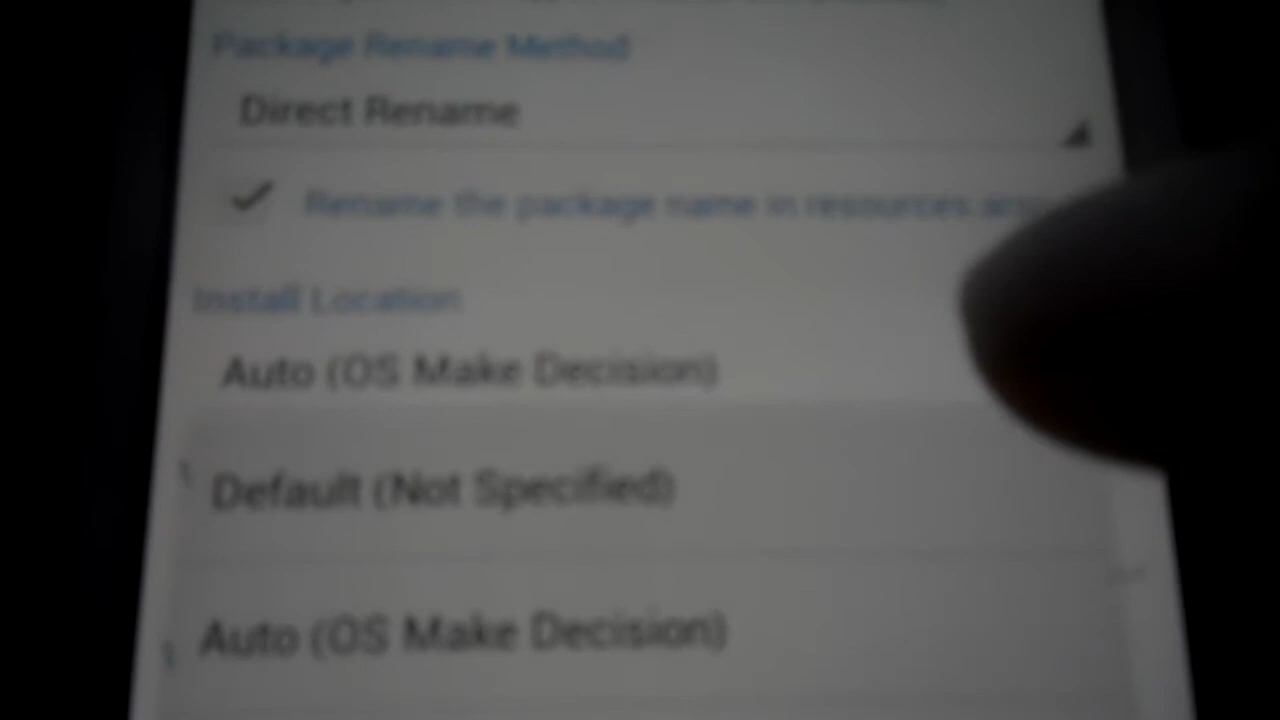 Package Rename Method
Direct Rename
Rename the package name in resources.arsc
Install Location
Auto (OS Make Decision)
Default (Not Specified)
Auto (OS Make Decision)